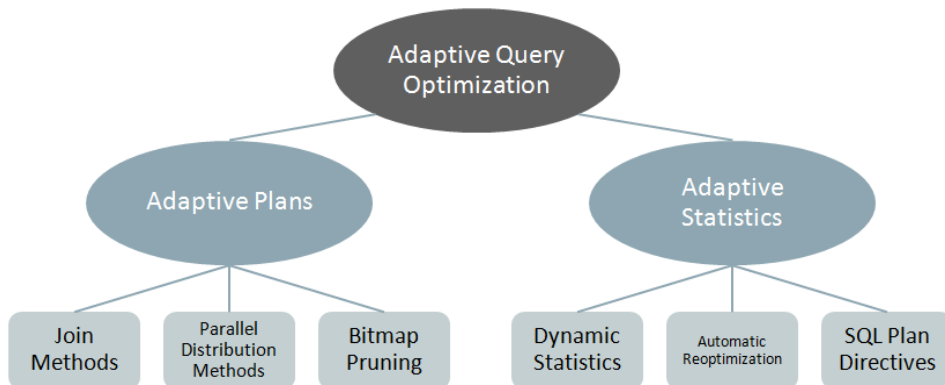 Adaptive Query
Optimization
Adaptive Plans
Adaptive
Statistics
Join
Methods
Parallel
Distribution
Methods
Bitmap
Pruning
Dynamic
Statistics
Automatic
Reoptimization
SQL Plan
Directives